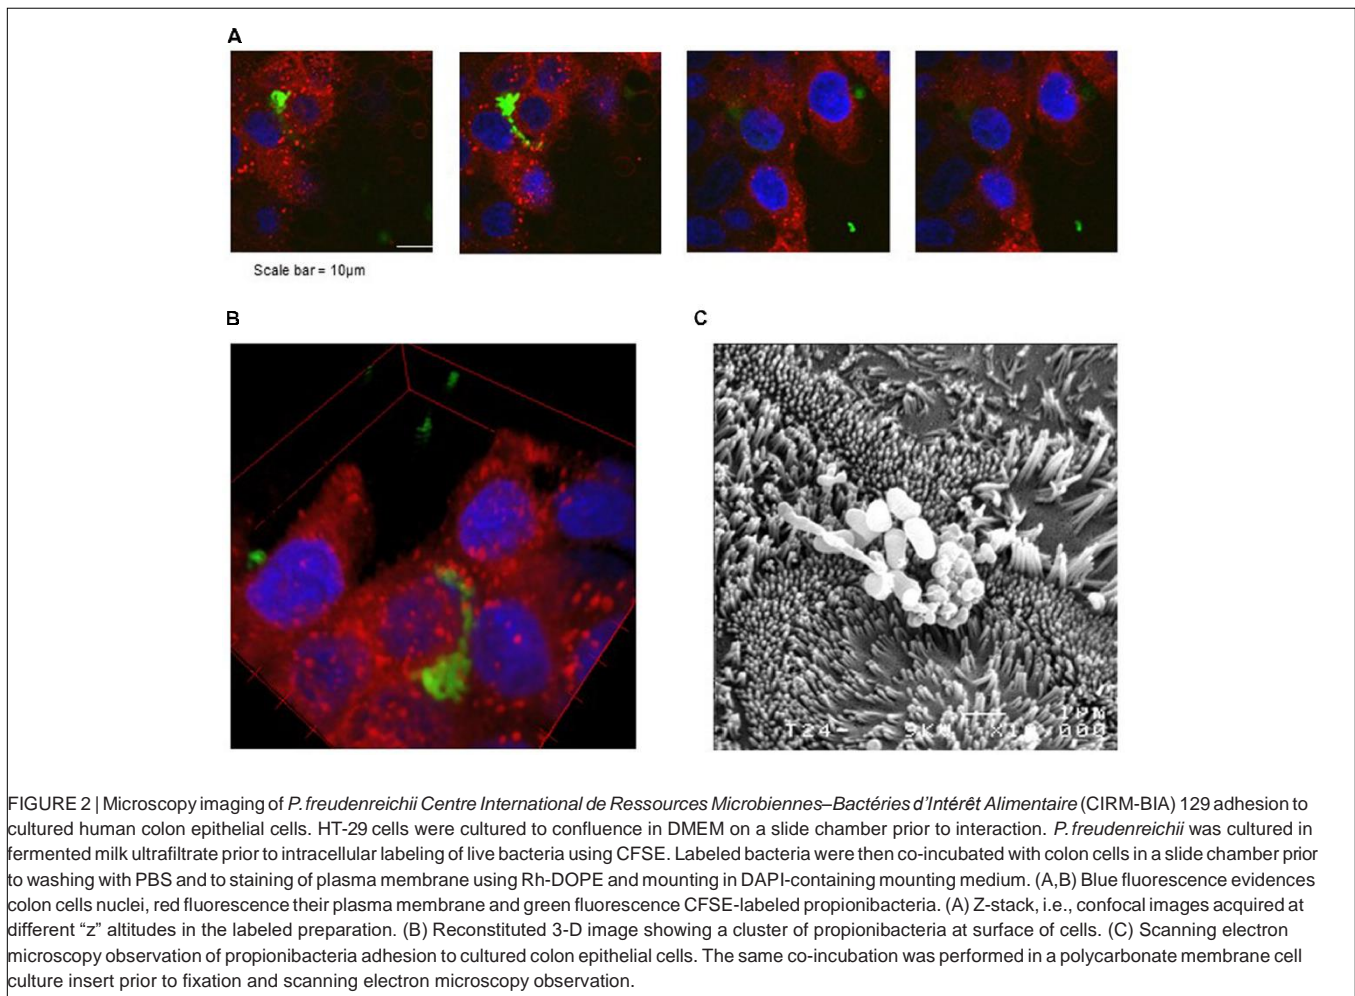 A
Scale bar = 10µm
B
C
1µm
T24- 9KV X10,000
FIGURE 2 | Microscopy imaging of P. freudenreichii Centre International de Ressources Microbiennes–Bactéries d'Intérêt Alimentaire (CIRM-BIA) 129 adhesion to
cultured human colon epithelial cells. HT-29 cells were cultured to confluence in DMEM on a slide chamber prior to interaction. P. freudenreichii was cultured in
fermented milk ultrafiltrate prior to intracellular labeling of live bacteria using CFSE. Labeled bacteria were then co-incubated with colon cells in a slide chamber prior
to washing with PBS and to staining of plasma membrane using Rh-DOPE and mounting in DAPI-containing mounting medium. (A,B) Blue fluorescence evidences
colon cells nuclei, red fluorescence their plasma membrane and green fluorescence CFSE-labeled propionibacteria. (A) Z-stack, i.e., confocal images acquired at
different “z” altitudes in the labeled preparation. (B) Reconstituted 3-D image showing a cluster of propionibacteria at surface of cells. (C) Scanning electron
microscopy observation of propionibacteria adhesion to cultured colon epithelial cells. The same co-incubation was performed in a polycarbonate membrane cell
culture insert prior to fixation and scanning electron microscopy observation.